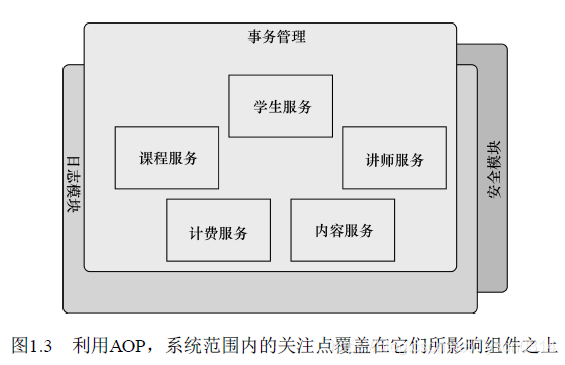 事务管理
学生服务
课程服务
讲师服务
日志模块
安全模块
计费服务
内容服务
图1.3 利用AOP，系统范围内的关注点覆盖在它们所影响组件之上